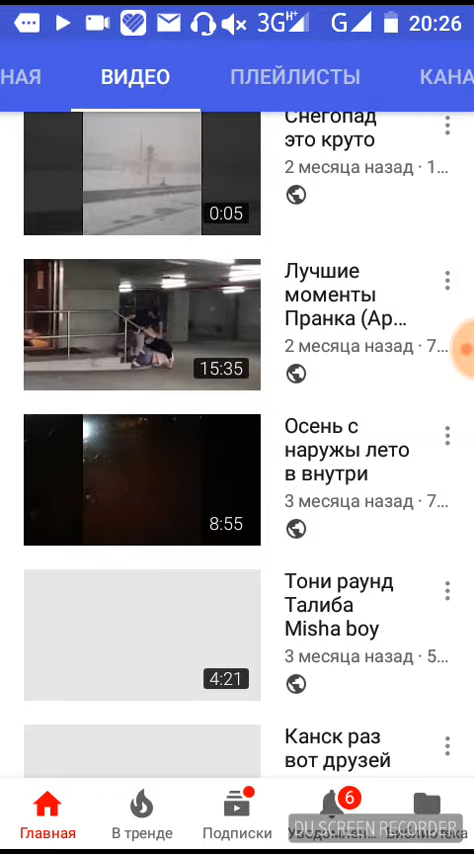 3G H+ G 20:26
НАЯ ВИДЕО ПЛЕЙЛИСТЫ КАНА
Снегопад
это круто
2 месяца назад · 1...
0:05
Лучшие
моменты
Пранка (Ар...
2 месяца назад · 7...
15:35
Осень с
наружы лето
в внутри
3 месяца назад · 7...
8:55
Тони раунд
Талиба
Misha boy
3 месяца назад · 5...
4:21
Канск раз
вот друзей
6
Главная В тренде Подписки Уведомлен... Библиотека
DU SCREEN RECORDER